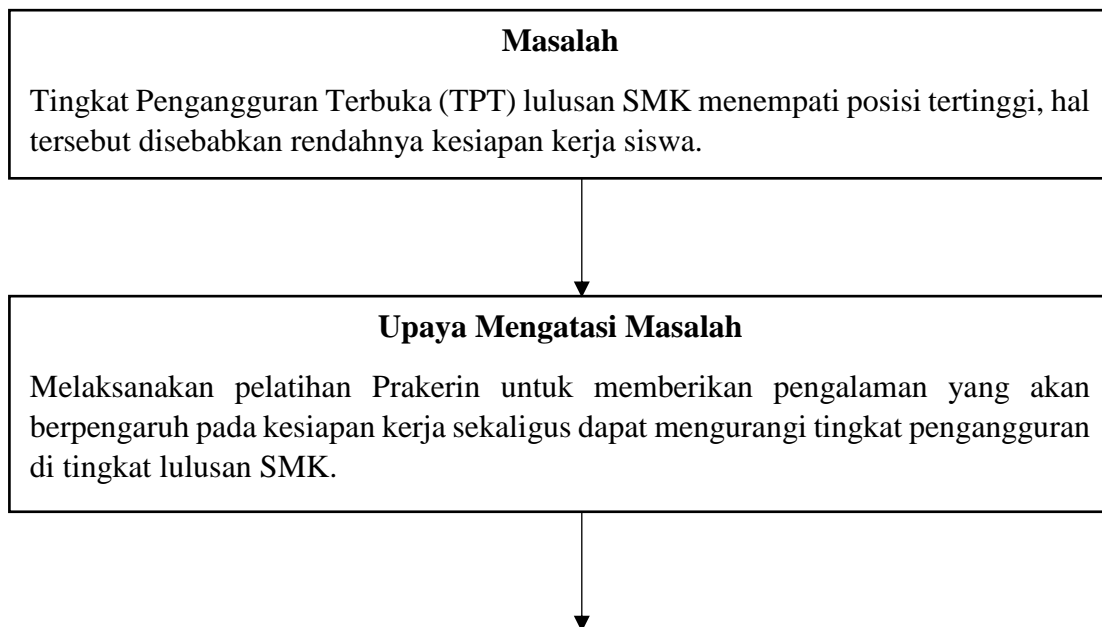 Masalah
Tingkat Pengangguran Terbuka (TPT) lulusan SMK menempati posisi tertinggi, hal
tersebut disebabkan rendahnya kesiapan kerja siswa.
Upaya Mengatasi Masalah
Melaksanakan pelatihan Prakerin untuk memberikan pengalaman yang akan
berpengaruh pada kesiapan kerja sekaligus dapat mengurangi tingkat pengangguran
di tingkat lulusan SMK.